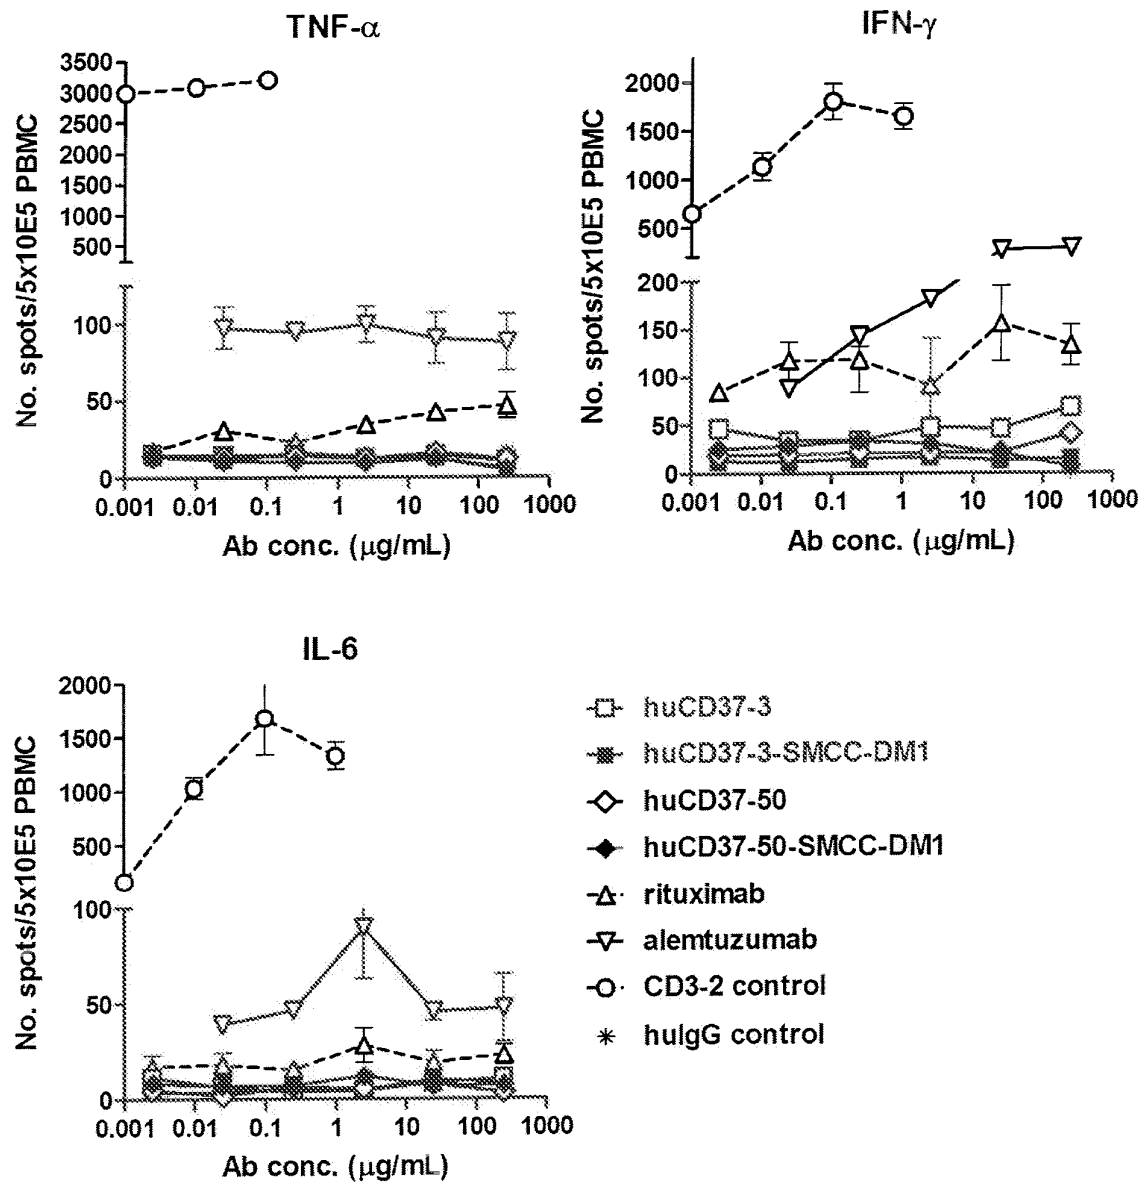 TNF-α
No. spots/5x10E5 PBMC
3500
3000
2500
2000
1500
1000
500
100
50
0
0.001 0.01 0.1 1 10 100 1000
Ab conc. (µg/mL)
IFN-γ
No. spots/5x10E5 PBMC
2000
1500
1000
500
200
150
100
50
0
0.001 0.01 0.1 1 10 100 1000
Ab conc. (µg/mL)
IL-6
No. spots/5x10E5 PBMC
2000
1500
1000
500
100
50
0
0.001 0.01 0.1 1 10 100 1000
Ab conc. (µg/mL)
huCD37-3
huCD37-3-SMCC-DM1
huCD37-50
huCD37-50-SMCC-DM1
rituximab
alemtuzumab
CD3-2 control
huIgG control